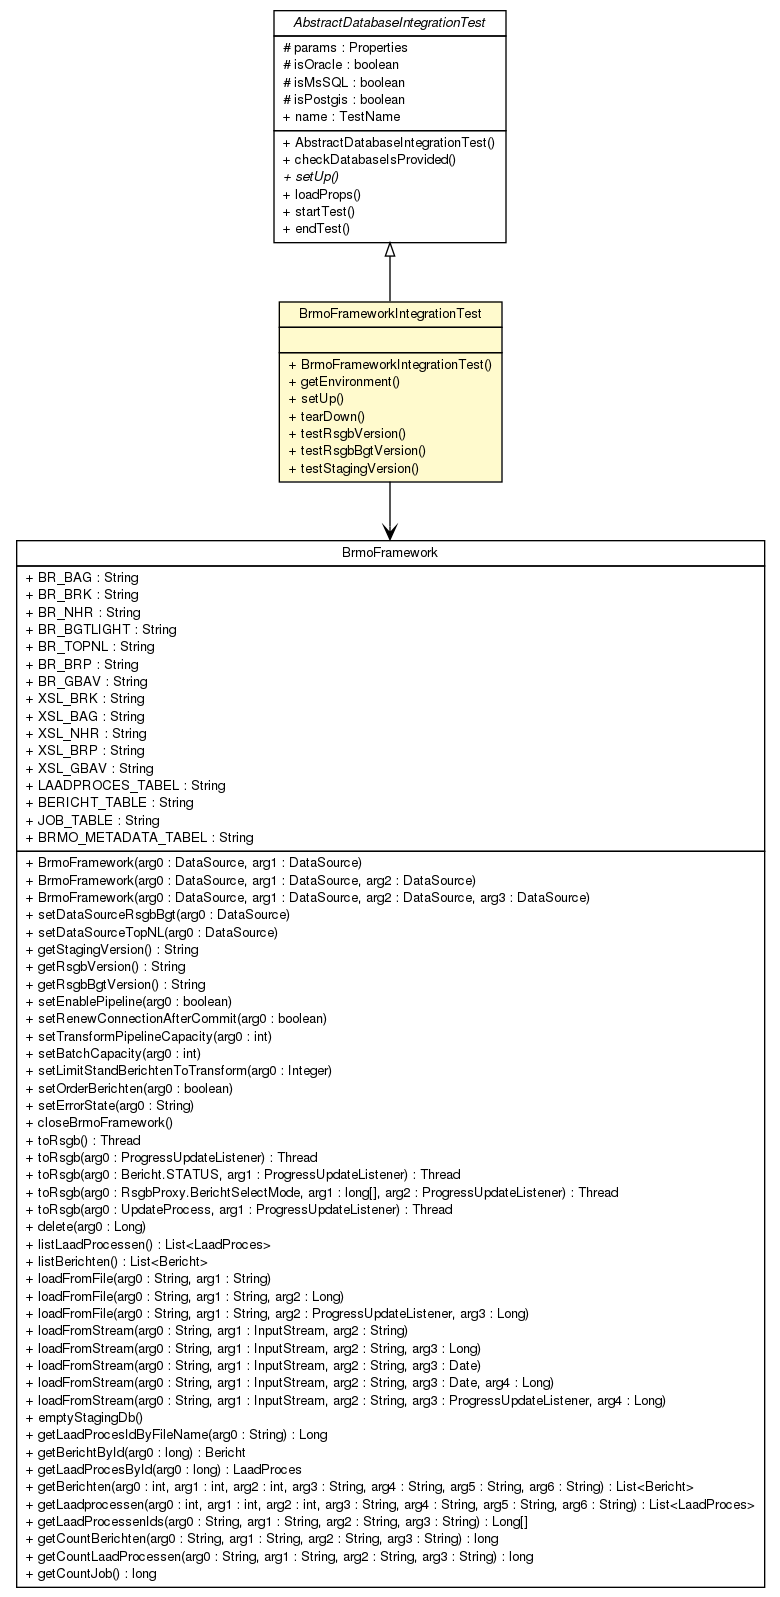 AbstractDatabaseIntegrationTest
# params : Properties
# isOracle : boolean
# isMsSQL : boolean
# isPostgis : boolean
+ name : TestName
+ AbstractDatabaseIntegrationTest()
+ checkDatabaseIsProvided()
+ setUp()
+ loadProps()
+ startTest()
+ endTest()
BrmoFrameworkIntegrationTest
+ BrmoFrameworkIntegrationTest()
+ getEnvironment()
+ setUp()
+ tearDown()
+ testRsgbVersion()
+ testRsgbBgtVersion()
+ testStagingVersion()
BrmoFramework
+ BR_BAG : String
+ BR_BRK : String
+ BR_NHR : String
+ BR_BGTLIGHT : String
+ BR_TOPNL : String
+ BR_BRP : String
+ BR_GBAV : String
+ XSL_BRK : String
+ XSL_BAG : String
+ XSL_NHR : String
+ XSL_BRP : String
+ XSL_GBAV : String
+ LAADPROCES_TABEL : String
+ BERICHT_TABLE : String
+ JOB_TABLE : String
+ BRMO_METADATA_TABEL : String
+ BrmoFramework(arg0 : DataSource, arg1 : DataSource)
+ BrmoFramework(arg0 : DataSource, arg1 : DataSource, arg2 : DataSource)
+ BrmoFramework(arg0 : DataSource, arg1 : DataSource, arg2 : DataSource, arg3 : DataSource)
+ setDataSourceRsgbBgt(arg0 : DataSource)
+ setDataSourceTopNL(arg0 : DataSource)
+ getStagingVersion() : String
+ getRsgbVersion() : String
+ getRsgbBgtVersion() : String
+ setEnablePipeline(arg0 : boolean)
+ setRenewConnectionAfterCommit(arg0 : boolean)
+ setTransformPipelineCapacity(arg0 : int)
+ setBatchCapacity(arg0 : int)
+ setLimitStandBerichtenToTransform(arg0 : Integer)
+ setOrderBerichten(arg0 : boolean)
+ setErrorState(arg0 : String)
+ closeBrmoFramework()
+ toRsgb() : Thread
+ toRsgb(arg0 : ProgressUpdateListener) : Thread
+ toRsgb(arg0 : Bericht.STATUS, arg1 : ProgressUpdateListener) : Thread
+ toRsgb(arg0 : RsgbProxy.BerichtSelectMode, arg1 : long[], arg2 : ProgressUpdateListener) : Thread
+ toRsgb(arg0 : UpdateProcess, arg1 : ProgressUpdateListener) : Thread
+ delete(arg0 : Long)
+ listLaadProcessen() : List<LaadProces>
+ listBerichten() : List<Bericht>
+ loadFromFile(arg0 : String, arg1 : String)
+ loadFromFile(arg0 : String, arg1 : String, arg2 : Long)
+ loadFromFile(arg0 : String, arg1 : String, arg2 : ProgressUpdateListener, arg3 : Long)
+ loadFromStream(arg0 : String, arg1 : InputStream, arg2 : String)
+ loadFromStream(arg0 : String, arg1 : InputStream, arg2 : String, arg3 : Long)
+ loadFromStream(arg0 : String, arg1 : InputStream, arg2 : String, arg3 : Date)
+ loadFromStream(arg0 : String, arg1 : InputStream, arg2 : String, arg3 : Date, arg4 : Long)
+ loadFromStream(arg0 : String, arg1 : InputStream, arg2 : String, arg3 : ProgressUpdateListener, arg4 : Long)
+ emptyStagingDb()
+ getLaadProcesIdByFileName(arg0 : String) : Long
+ getBerichtById(arg0 : long) : Bericht
+ getLaadProcesById(arg0 : long) : LaadProces
+ getBerichten(arg0 : int, arg1 : int, arg2 : int, arg3 : String, arg4 : String, arg5 : String, arg6 : String) : List<Bericht>
+ getLaadprocessen(arg0 : int, arg1 : int, arg2 : int, arg3 : String, arg4 : String, arg5 : String, arg6 : String) : List<LaadProces>
+ getLaadProcessenIds(arg0 : String, arg1 : String, arg2 : String, arg3 : String) : Long[]
+ getCountBerichten(arg0 : String, arg1 : String, arg2 : String, arg3 : String) : long
+ getCountLaadProcessen(arg0 : String, arg1 : String, arg2 : String, arg3 : String) : long
+ getCountJob() : long